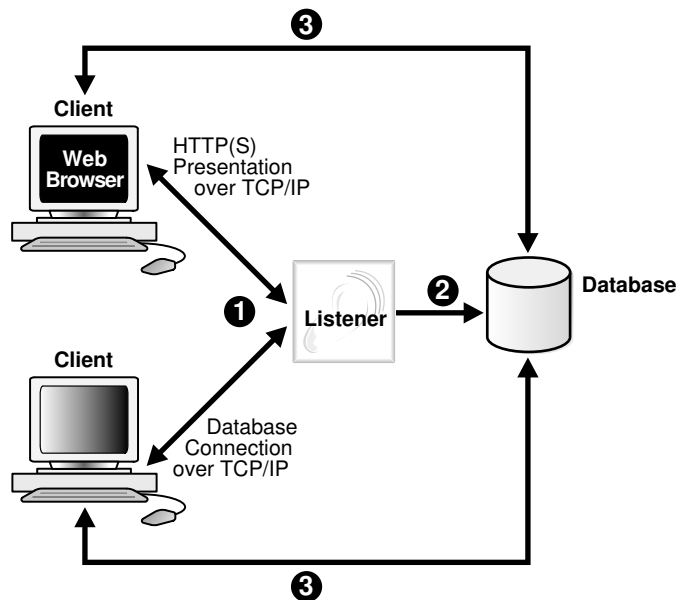 3
Client
Web
Browser
HTTP(S)
Presentation
over TCP/IP
1
Listener
2
Database
Client
Database
Connection
over TCP/IP
3